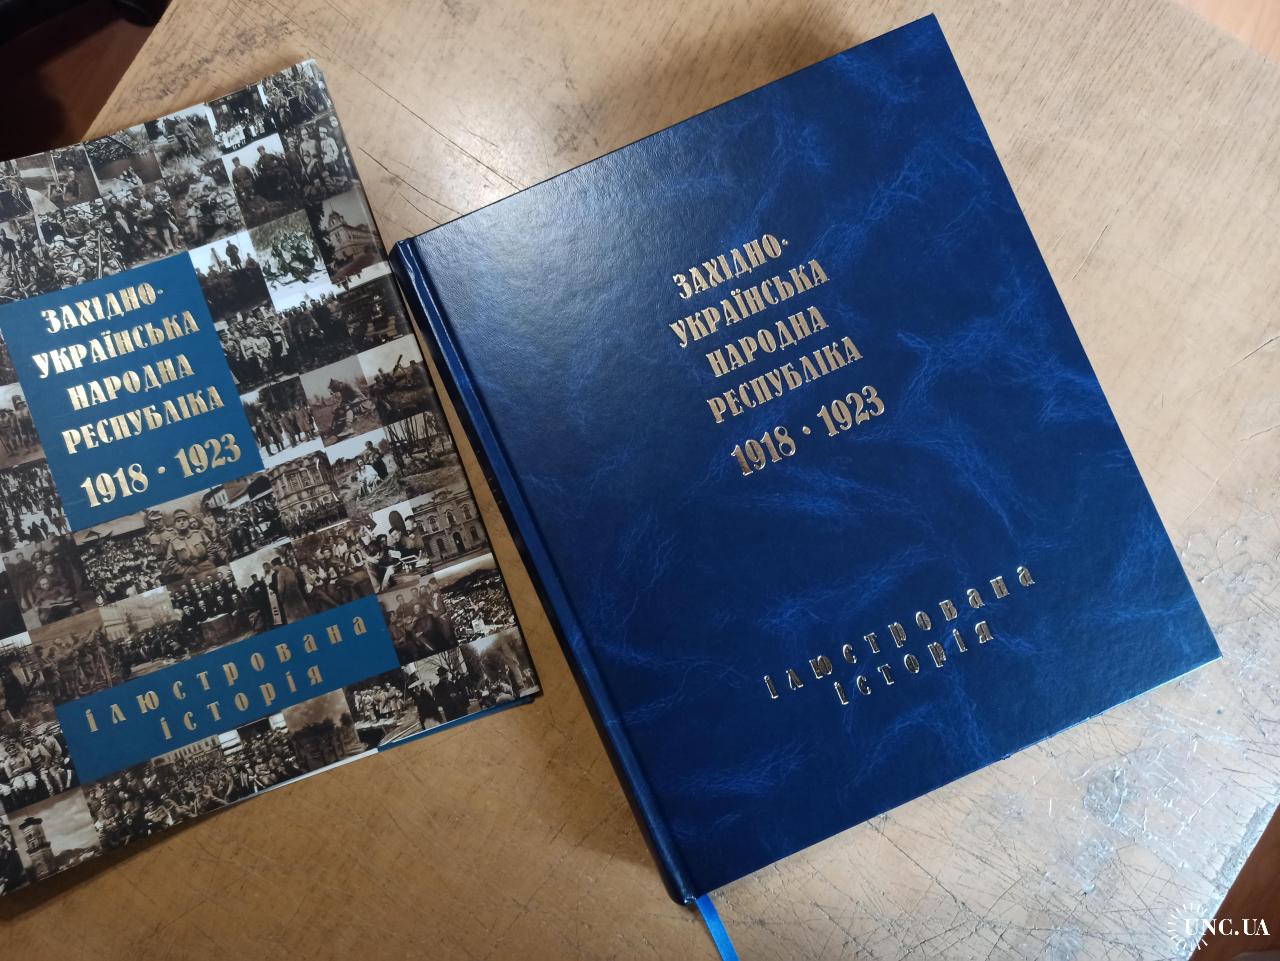 ЗАХІДНО-
УКРАЇНСЬКА
НАРОДНА
РЕСПУБЛІКА
1918 • 1923
ілюстрована
історія
ЗАХІДНО-
УКРАЇНСЬКА
НАРОДНА
РЕСПУБЛІКА
1918 • 1923
ілюстрована
історія
UNC.UA